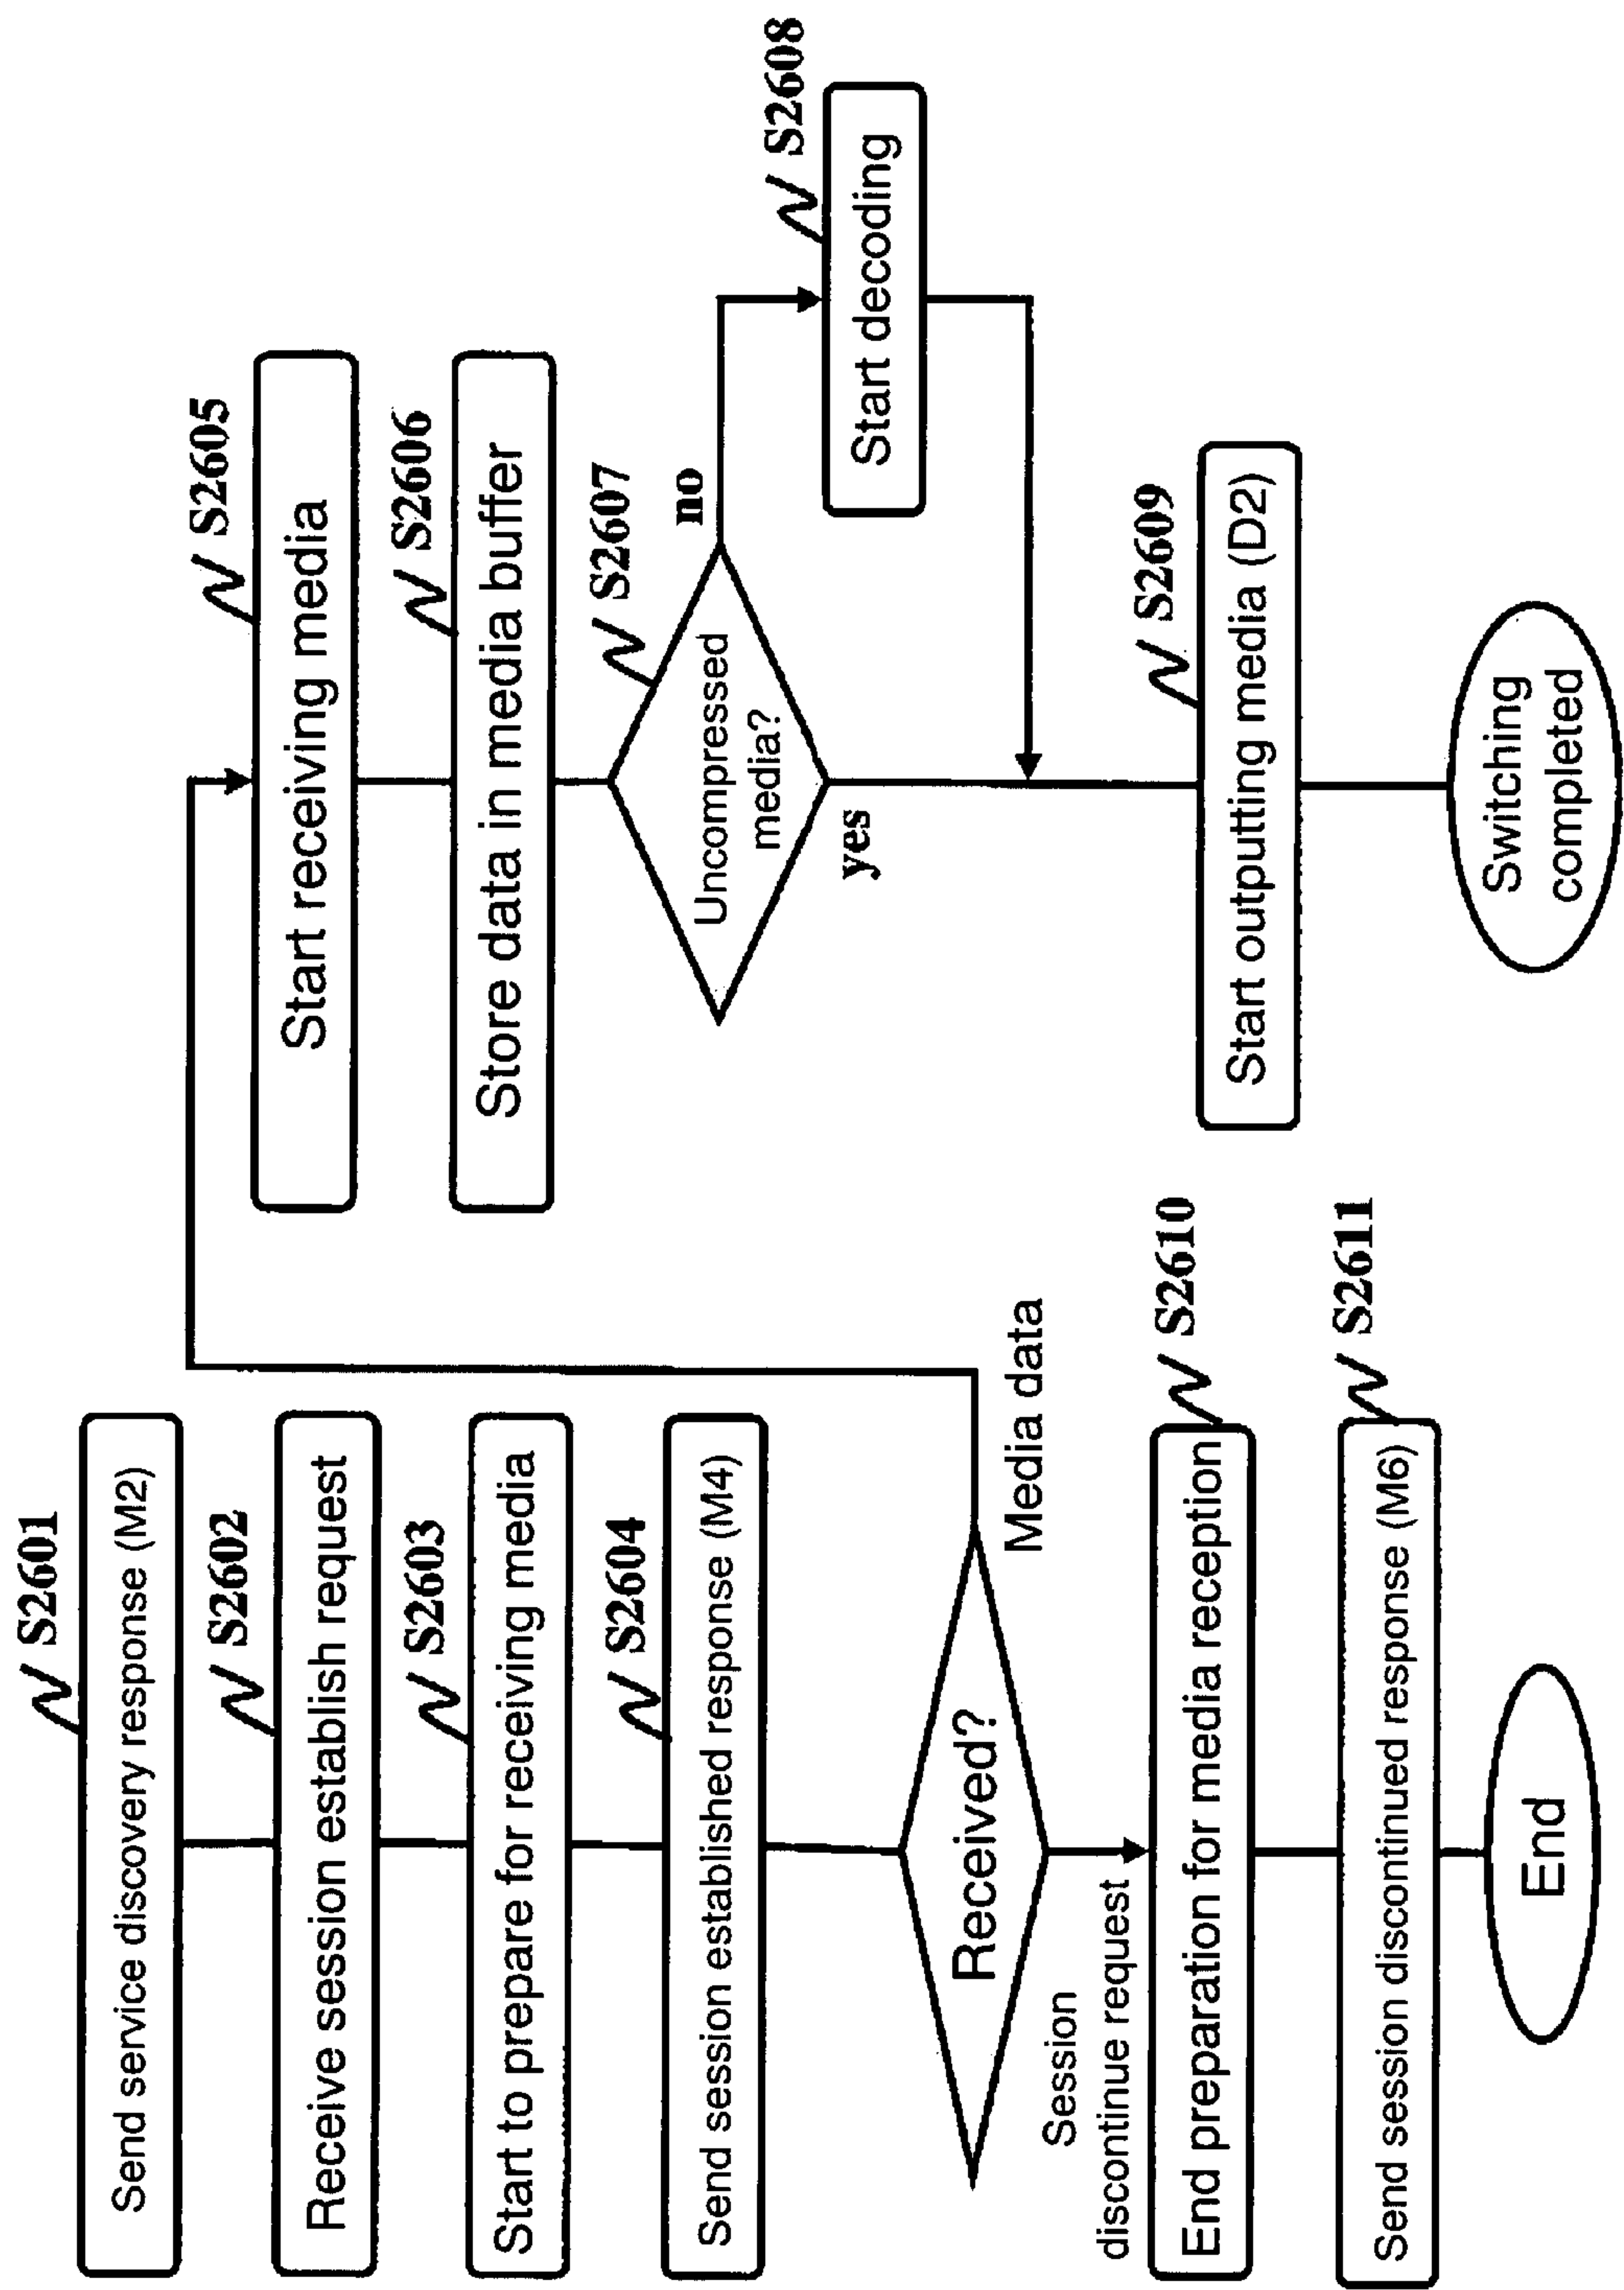 S2601
Send service discovery response (M2)
S2602
Receive session establish request
S2603
Start to prepare for receiving media
S2604
Send session established response (M4)
Received?
Media data
Session
discontinue request
S2610
End preparation for media reception
S2611
Send session discontinued response (M6)
End
S2605
Start receiving media
S2606
Store data in media buffer
S2607
Uncompressed
media?
no
yes
S2608
Start decoding
S2609
Start outputting media (D2)
Switching
completed